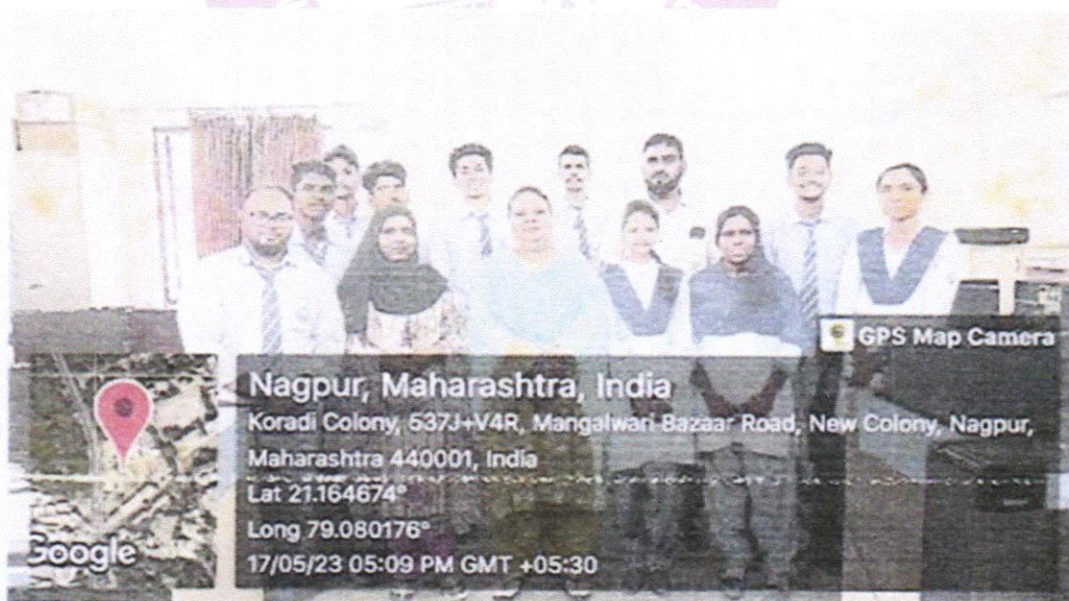 GPS Map Camera
Nagpur, Maharashtra, India
Koradi Colony, 537J+V4R, Mangalwari Bazaar Road, New Colony, Nagpur,
Maharashtra 440001, India
Lat 21.164674°
Long 79.080176°
17/05/23 05:09 PM GMT +05:30
Google